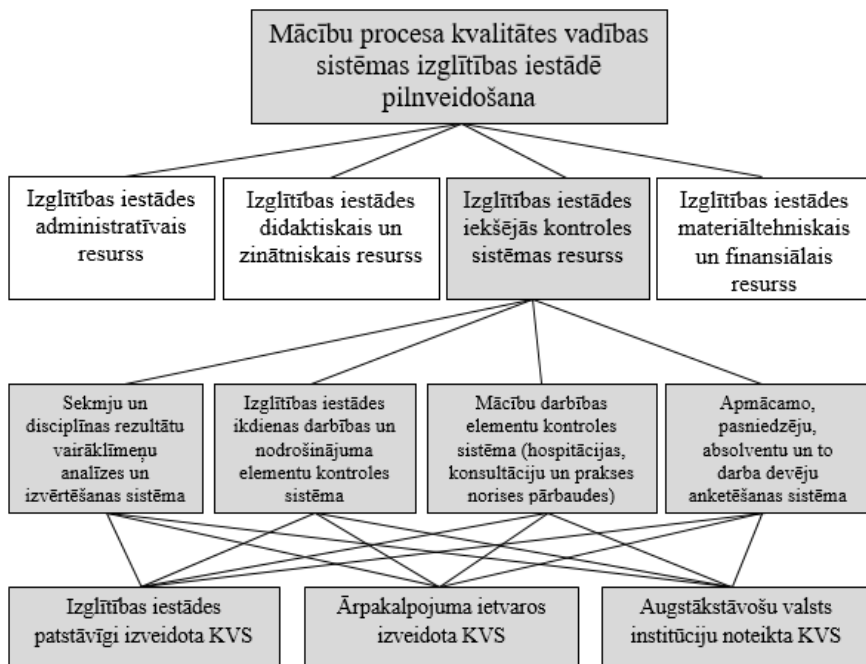 Mācību procesa kvalitātes vadības
sistēmas izglītības iestādē
pilnveidošana
Izglītības iestādes
administratīvais
resurss
Izglītības iestādes
didaktiskais un
zinātniskais resurss
Izglītības iestādes
iekšējās kontroles
sistēmas resurss
Izglītības iestādes
materiāltehniskais
un finansiālais
resurss
Sekmju un
disciplīnas rezultātu
vairāklīmeņu
analīzes un
izvērtēšanas sistēma
Izglītības iestādes
ikdienas darbības un
nodrošinājuma
elementu kontroles
sistēma
Mācību darbības
elementu kontroles
sistēma (hospitācijas,
konsultāciju un prakses
norises pārbaudes)
Apmācamo,
pasniedzēju,
absolventu un to
darba devēju
anketēšanas sistēma
Izglītības iestādes
patstāvīgi izveidota KVS
Ārpakalpojuma ietvaros
izveidota KVS
Augstākstāvošu valsts
institūciju noteikta KVS